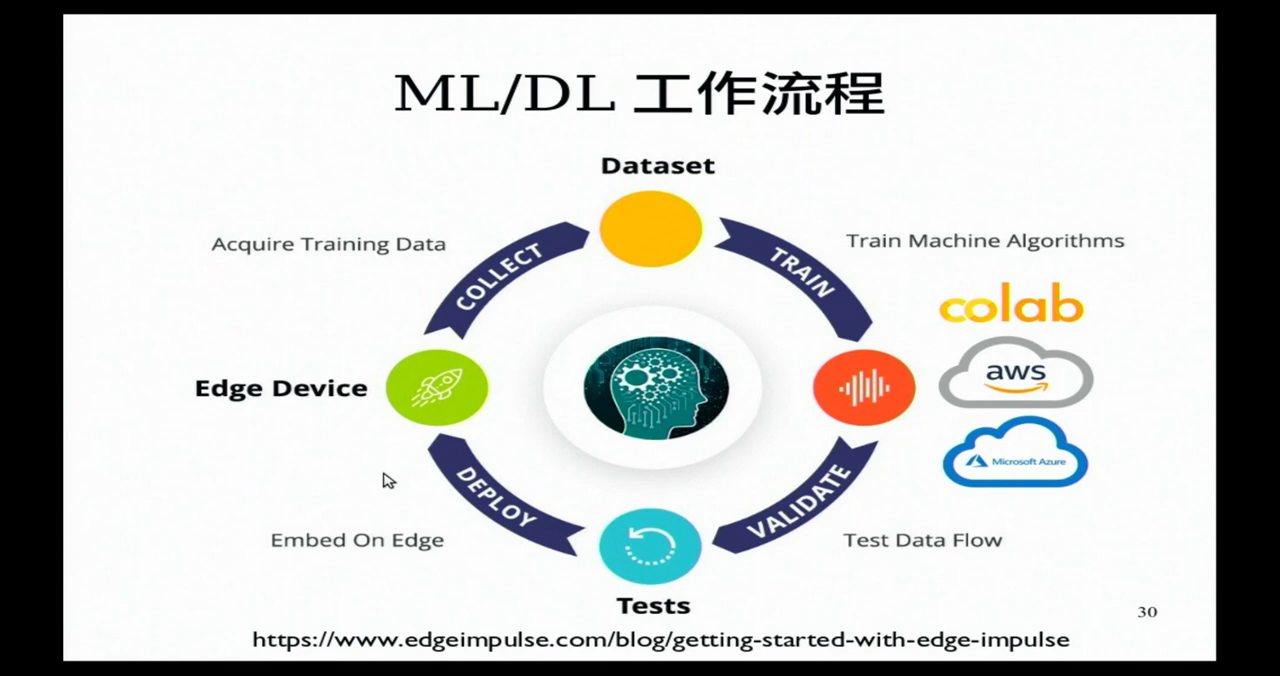 ML/DL 工作流程
Dataset
Acquire Training Data
COLLECT
TRAIN
Train Machine Algorithms
colab
aws
Microsoft Azure
Edge Device
DEPLOY
VALIDATE
Embed On Edge
Test Data Flow
Tests
30
https://www.edgeimpulse.com/blog/getting-started-with-edge-impulse